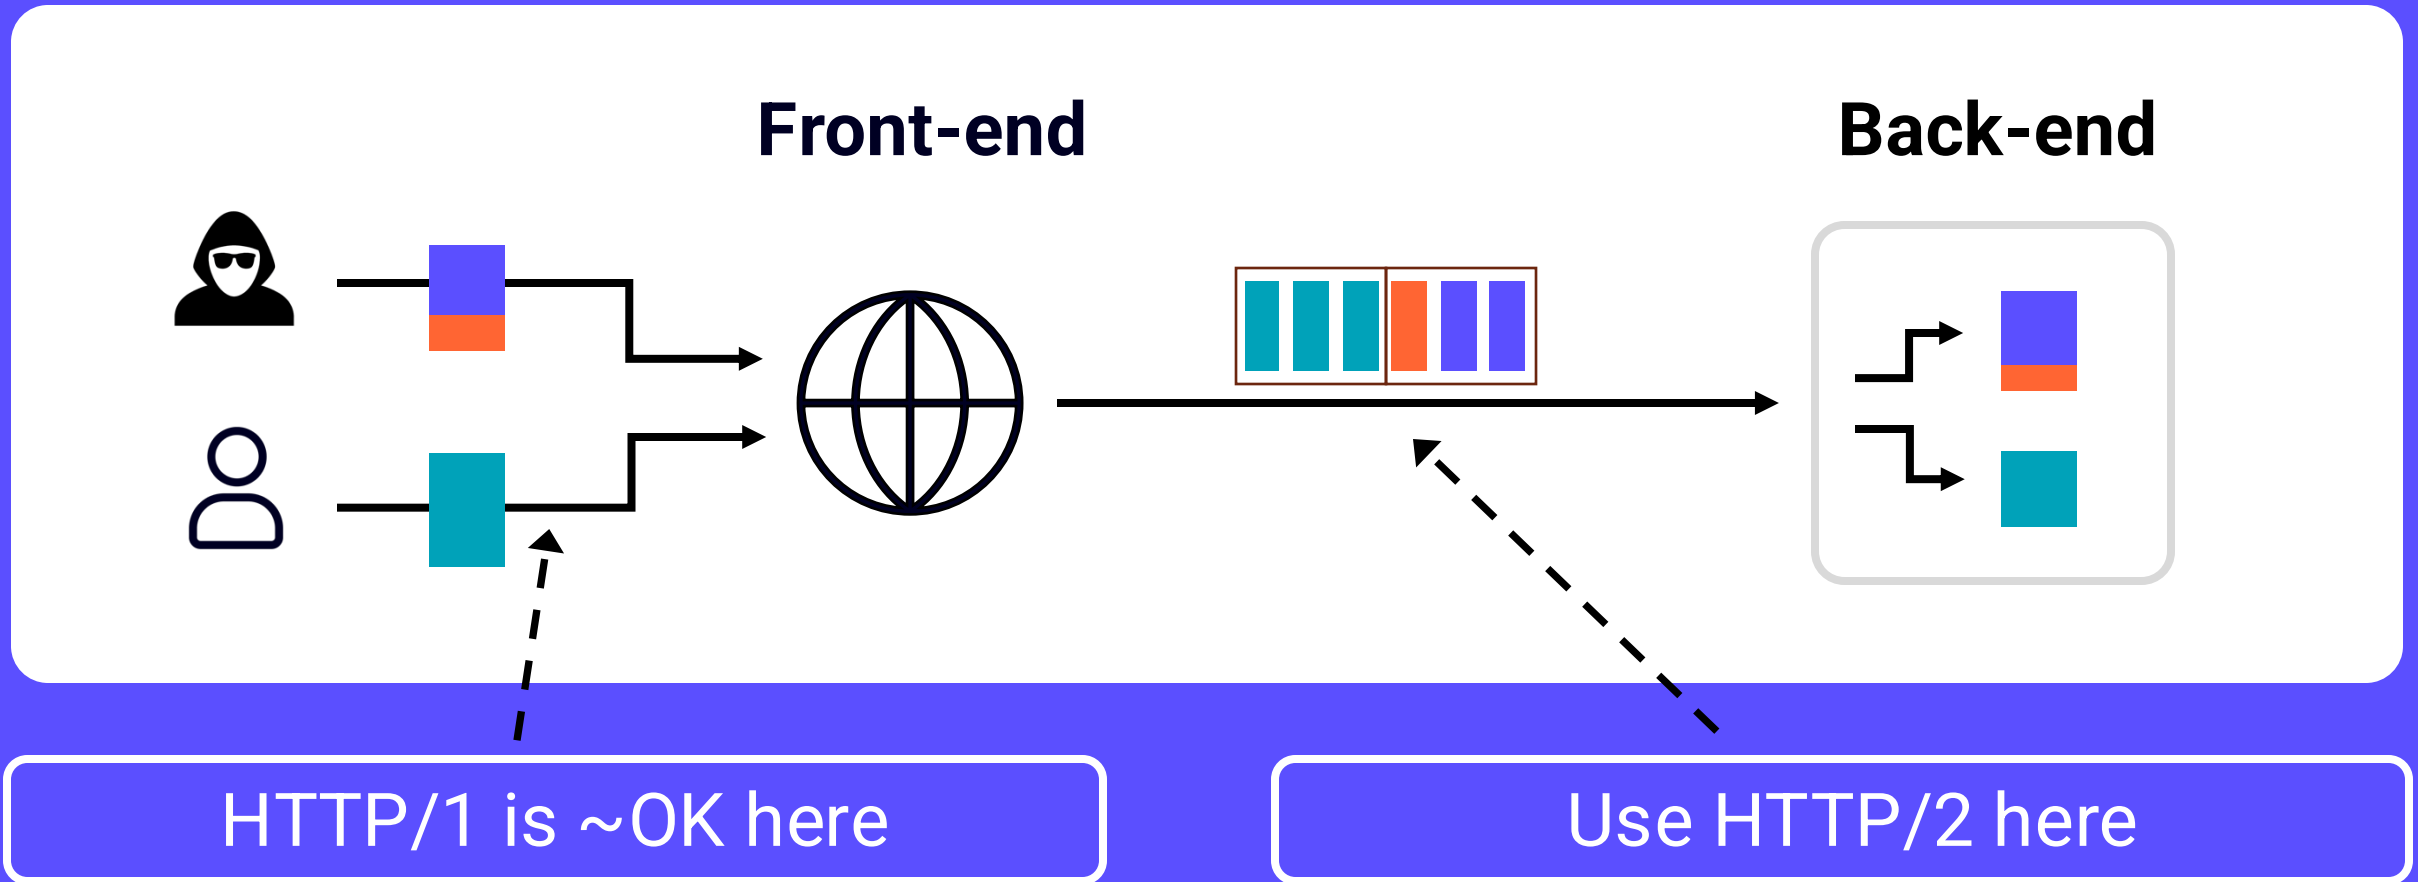 Front-end
Back-end
HTTP/1 is ~OK here
Use HTTP/2 here